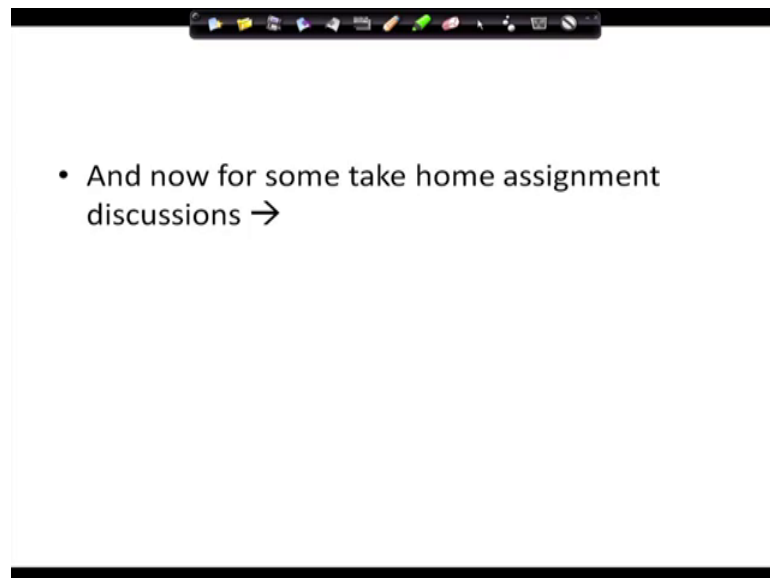 • And now for some take home assignment
discussions →